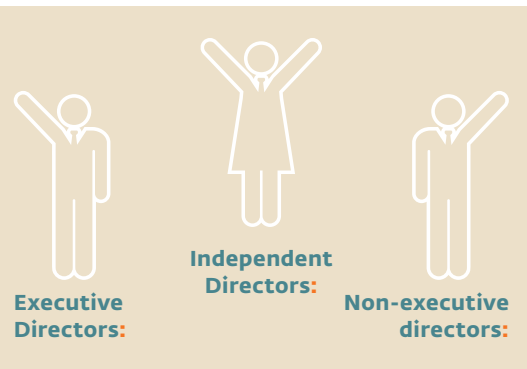 Independent
Directors:
Executive
Directors:
Non-executive
directors: